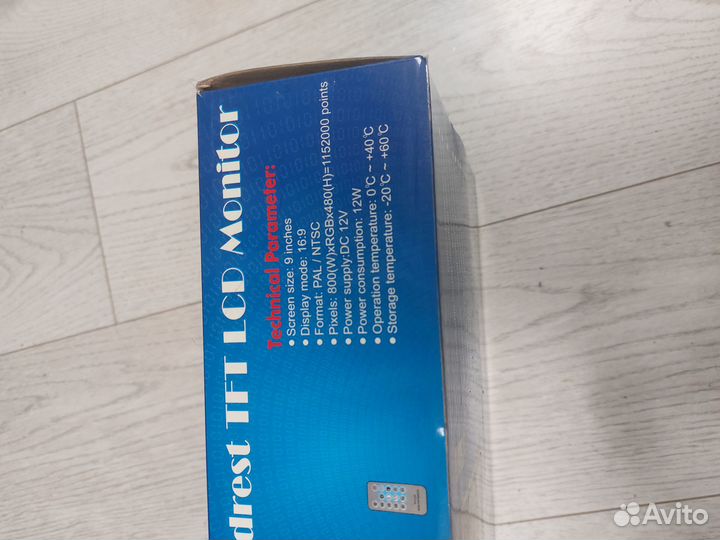 drest TFT LCD Monitor
Technical Parameter:
• Screen size: 9 inches
• Display mode: 16:9
• Format: PAL / NTSC
• Pixels: 800(W)xRGBx480(H)=1152000 points
• Power supply:DC 12V
• Power consumption: 12W
• Operation temperature: 0℃ ~ +40℃
• Storage temperature: -20℃ ~ +60℃
Avito